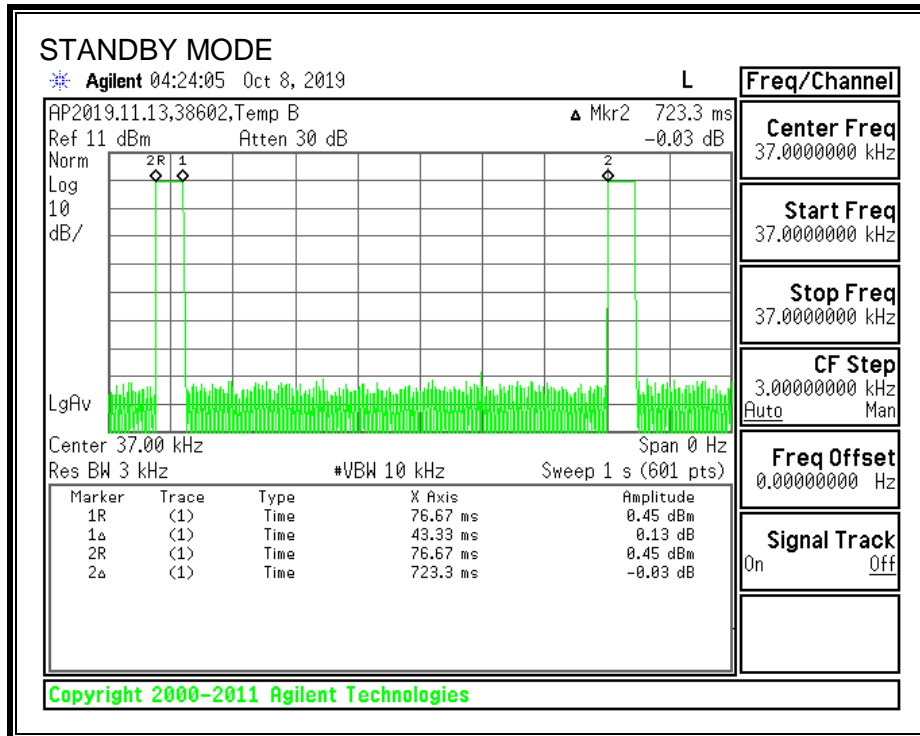 STANDBY MODE
Agilent 04:24:05 Oct 8, 2019 L
AP2019.11.13,38602,Temp B
Δ Mkr2 723.3 ms
Ref 11 dBm Atten 30 dB -0.03 dB
Norm
Log
10
dB/
LgAv
2R 1 2
Center 37.00 kHz Span 0 Hz
Res BW 3 kHz #VBW 10 kHz Sweep 1 s (601 pts)
Marker Trace Type X Axis Amplitude
1R (1) Time 76.67 ms 0.45 dBm
1Δ (1) Time 43.33 ms 0.13 dB
2R (1) Time 76.67 ms 0.45 dBm
2Δ (1) Time 723.3 ms -0.03 dB
Freq/Channel
Center Freq
37.0000000 kHz
Start Freq
37.0000000 kHz
Stop Freq
37.0000000 kHz
CF Step
3.00000000 kHz
Auto Man
Freq Offset
0.00000000 Hz
Signal Track
On Off
Copyright 2000-2011 Agilent Technologies